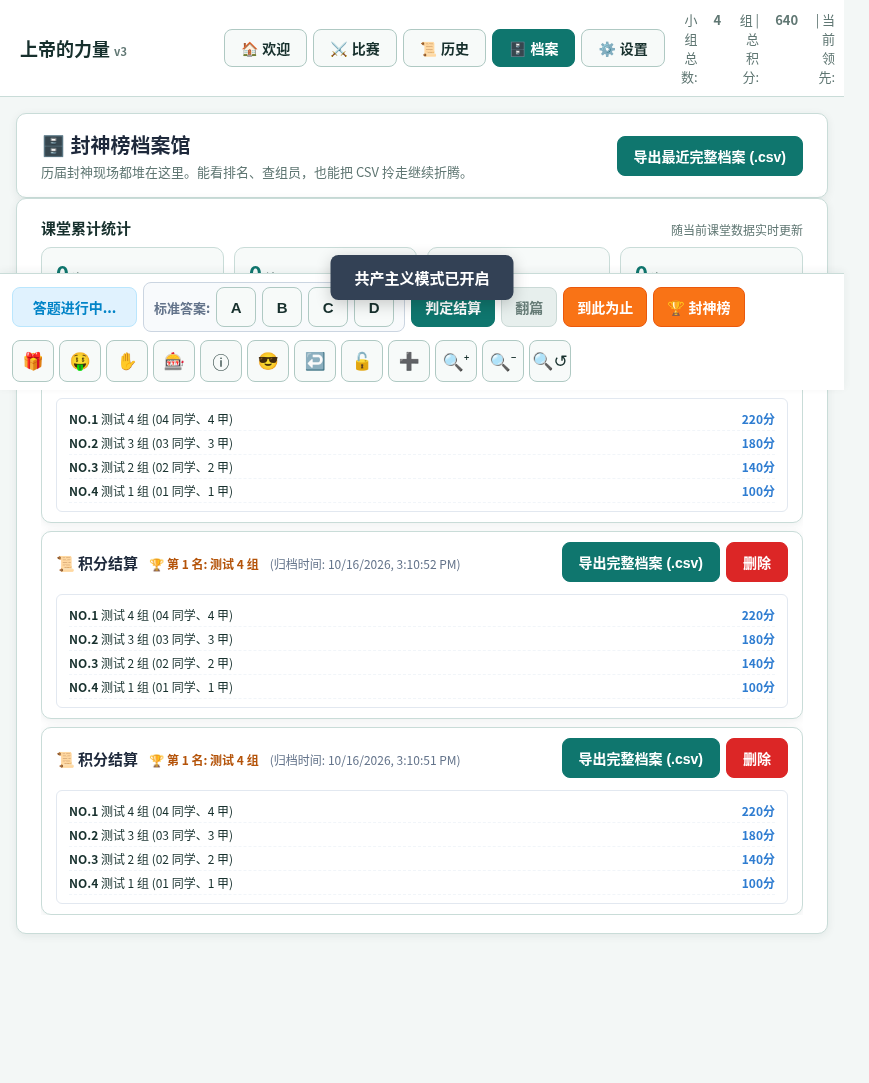 上帝的力量 v3
🏠 欢迎
⚔️ 比赛
📜 历史
🗄️ 档案
⚙️ 设置
小组总数: 4 组 | 总积分: 640 | 当前领先:
🗄️ 封神榜档案馆
历届封神现场都堆在这里。能看排名、查组员，也能把 CSV 拎走继续折腾。
导出最近完整档案 (.csv)
课堂累计统计
随当前课堂数据实时更新
共产主义模式已开启
答题进行中...
标准答案: A B C D
判定结算
翻篇
到此为止
🏆 封神榜
NO.1 测试 4 组 (04 同学、4 甲) 220分
NO.2 测试 3 组 (03 同学、3 甲) 180分
NO.3 测试 2 组 (02 同学、2 甲) 140分
NO.4 测试 1 组 (01 同学、1 甲) 100分
📜 积分结算 🏆 第 1 名: 测试 4 组 (归档时间: 10/16/2026, 3:10:52 PM) 导出完整档案 (.csv) 删除
NO.1 测试 4 组 (04 同学、4 甲) 220分
NO.2 测试 3 组 (03 同学、3 甲) 180分
NO.3 测试 2 组 (02 同学、2 甲) 140分
NO.4 测试 1 组 (01 同学、1 甲) 100分
📜 积分结算 🏆 第 1 名: 测试 4 组 (归档时间: 10/16/2026, 3:10:51 PM) 导出完整档案 (.csv) 删除
NO.1 测试 4 组 (04 同学、4 甲) 220分
NO.2 测试 3 组 (03 同学、3 甲) 180分
NO.3 测试 2 组 (02 同学、2 甲) 140分
NO.4 测试 1 组 (01 同学、1 甲) 100分